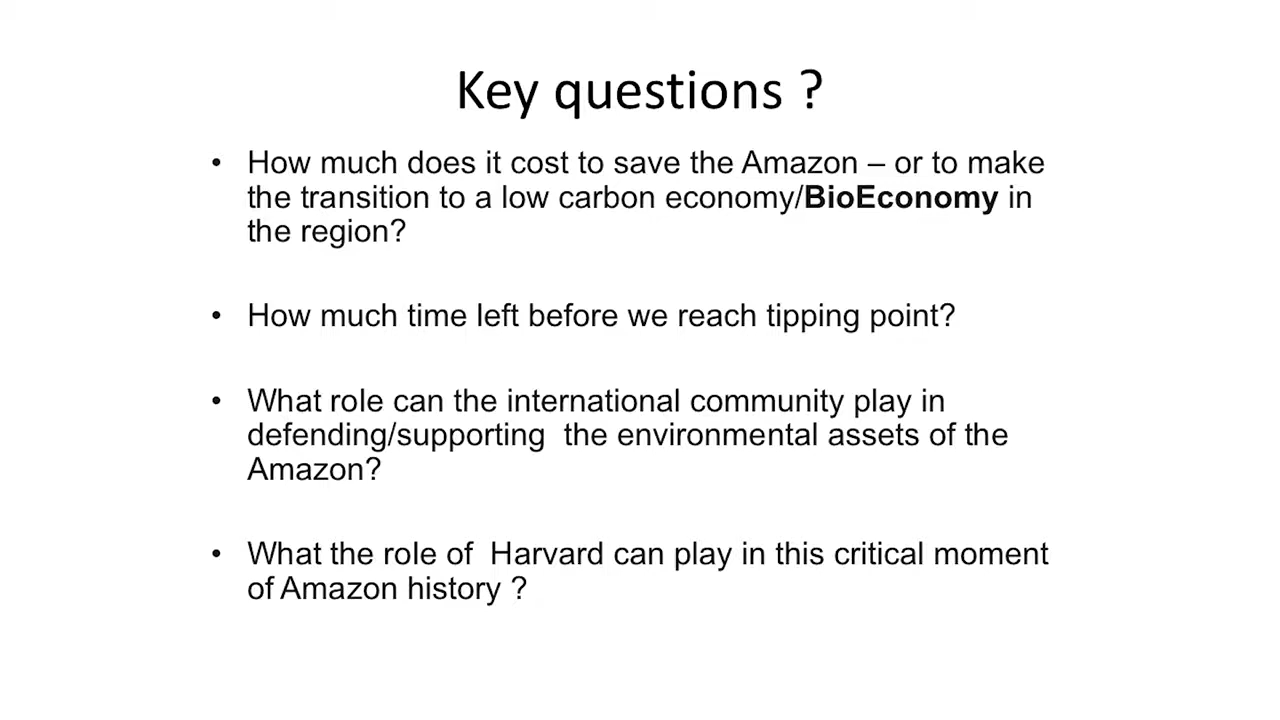 Key questions ?
• How much does it cost to save the Amazon – or to make
the transition to a low carbon economy/BioEconomy in
the region?
• How much time left before we reach tipping point?
• What role can the international community play in
defending/supporting  the environmental assets of the
Amazon?
• What the role of  Harvard can play in this critical moment
of Amazon history ?